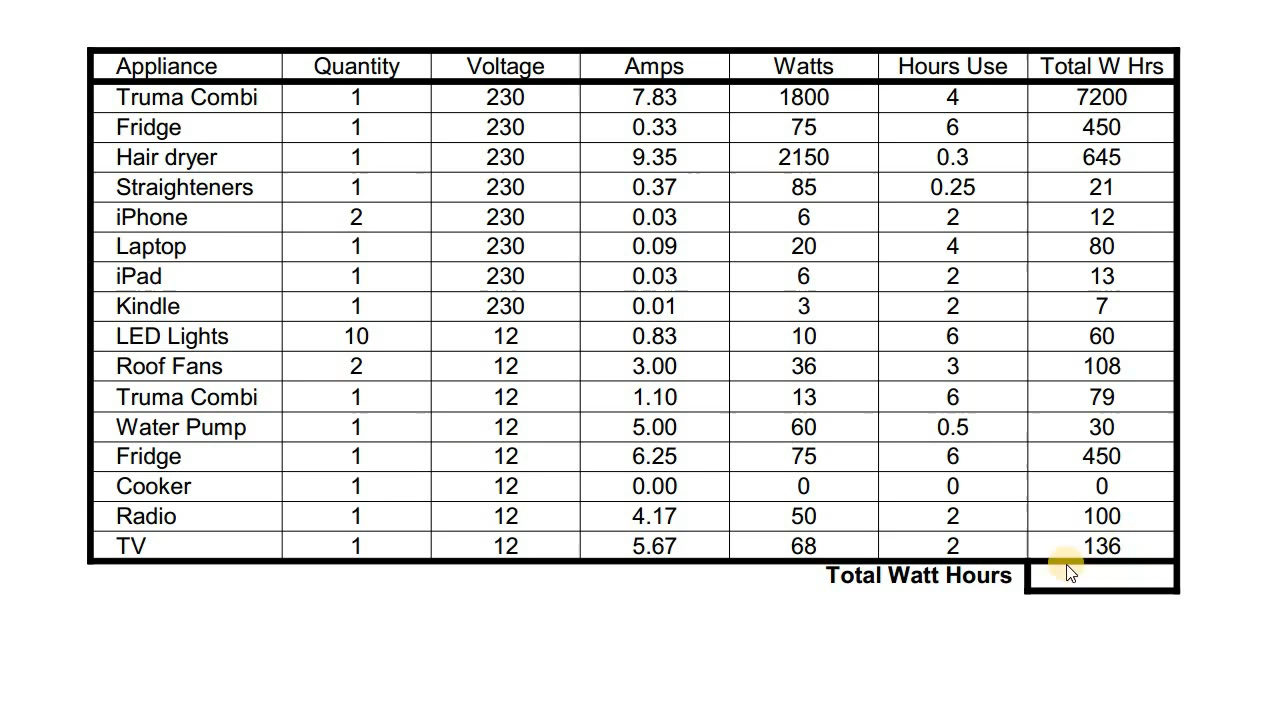 Appliance Quantity Voltage Amps Watts Hours Use Total W Hrs
Truma Combi 1 230 7.83 1800 4 7200
Fridge 1 230 0.33 75 6 450
Hair dryer 1 230 9.35 2150 0.3 645
Straighteners 1 230 0.37 85 0.25 21
iPhone 2 230 0.03 6 2 12
Laptop 1 230 0.09 20 4 80
iPad 1 230 0.03 6 2 13
Kindle 1 230 0.01 3 2 7
LED Lights 10 12 0.83 10 6 60
Roof Fans 2 12 3.00 36 3 108
Truma Combi 1 12 1.10 13 6 79
Water Pump 1 12 5.00 60 0.5 30
Fridge 1 12 6.25 75 6 450
Cooker 1 12 0.00 0 0 0
Radio 1 12 4.17 50 2 100
TV 1 12 5.67 68 2 136
Total Watt Hours